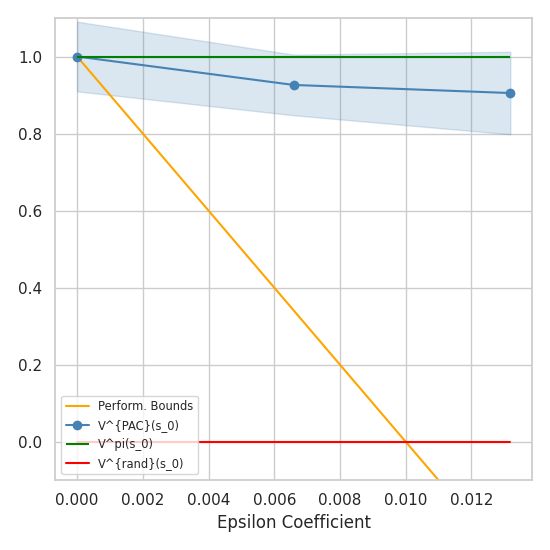 1.0
0.8
0.6
0.4
0.2
0.0
Perform. Bounds
V^{PAC}(s_0)
V^pi(s_0)
V^{rand}(s_0)
0.000 0.002 0.004 0.006 0.008 0.010 0.012
Epsilon Coefficient